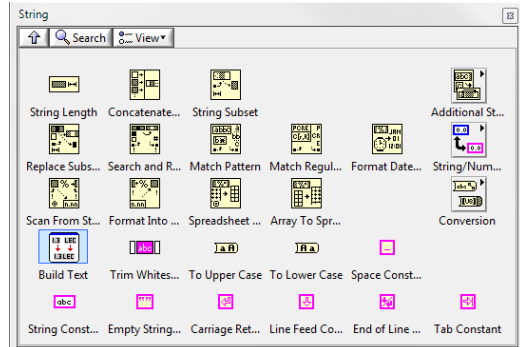 String
Search View
String Length Concatenate... String Subset Additional St...
Replace Subs... Search and R... Match Pattern Match Regul... Format Date... String/Num...
Scan From St... Format Into ... Spreadsheet ... Array To Spr... Conversion
Build Text Trim Whites... To Upper Case To Lower Case Space Const...
String Const... Empty String... Carriage Ret... Line Feed Co... End of Line ... Tab Constant